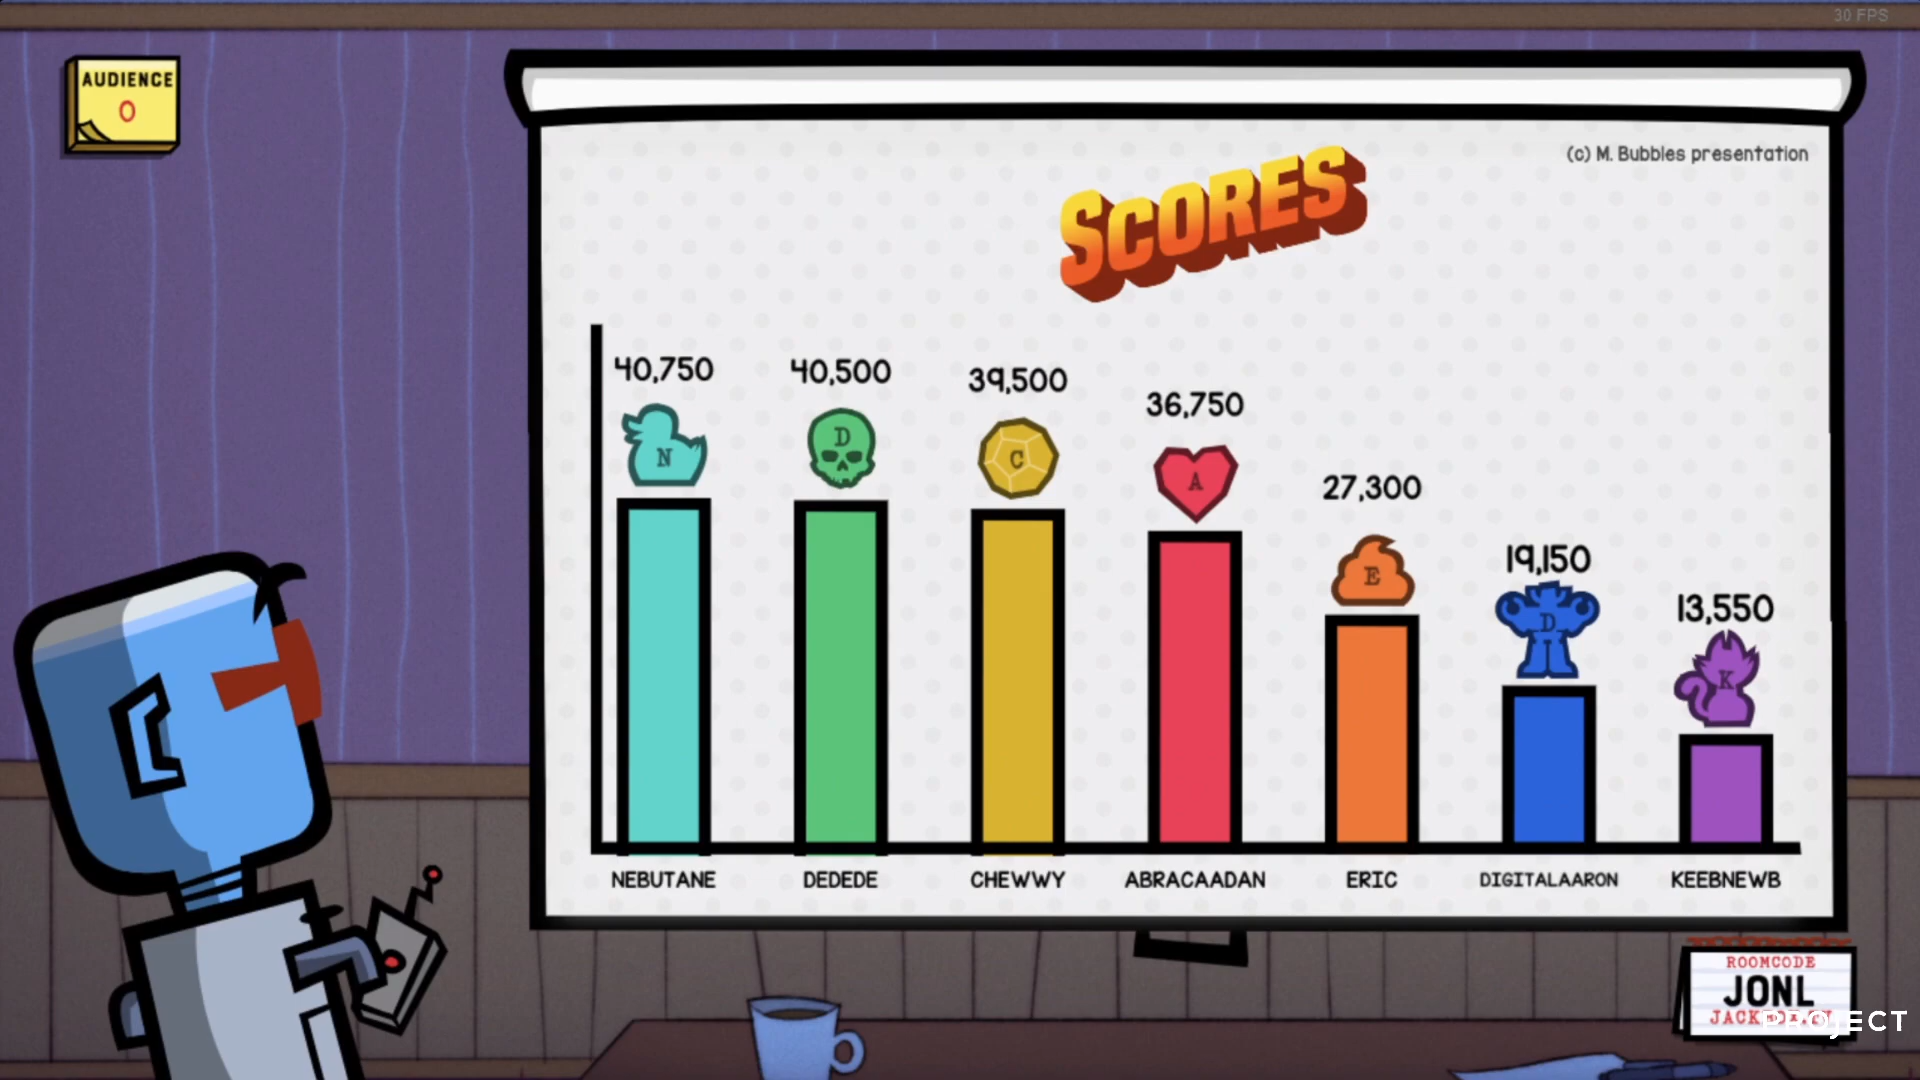 30 FPS
AUDIENCE
0
(c) M. Bubbles presentation
SCORES
40,750
40,500
39,500
36,750
27,300
19,150
13,550
N
D
C
A
E
D
K
NEBUTANE
DEDEDE
CHEWWY
ABRACAADAN
ERIC
DIGITALAARON
KEEBNEWB
ROOMCODE
JONL
PROJECT